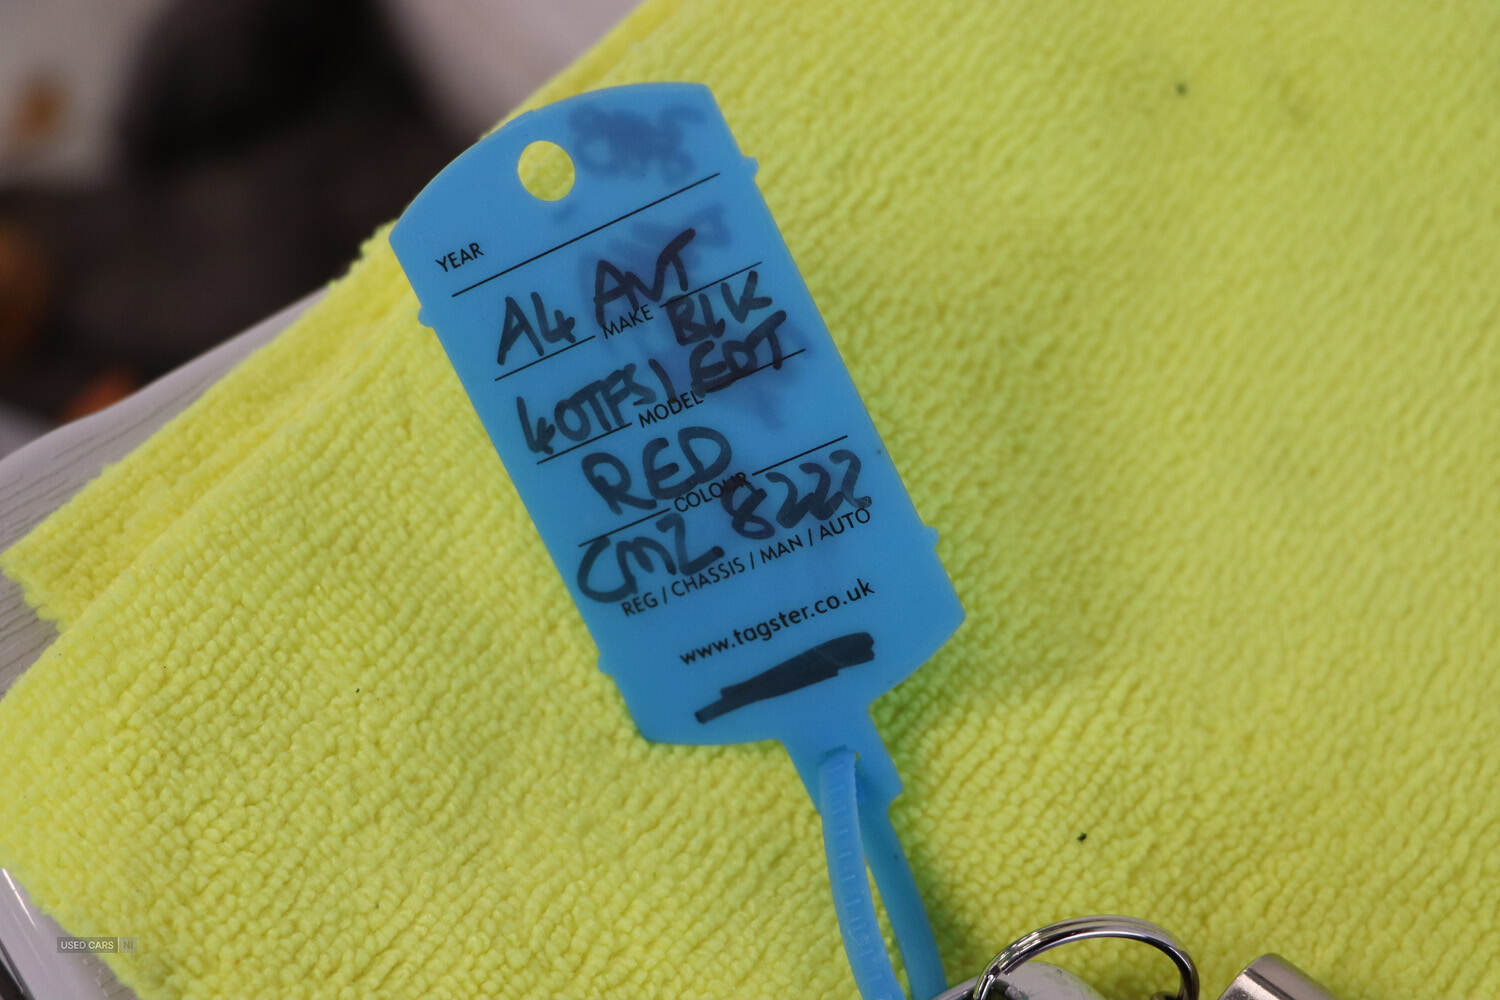 YEAR
A4 AVT
MAKE
BLK
40TFSI EDT
MODEL
RED
COLOUR
CMZ 8222
REG / CHASSIS / MAN / AUTO
www.tagster.co.uk
USED CARS NI